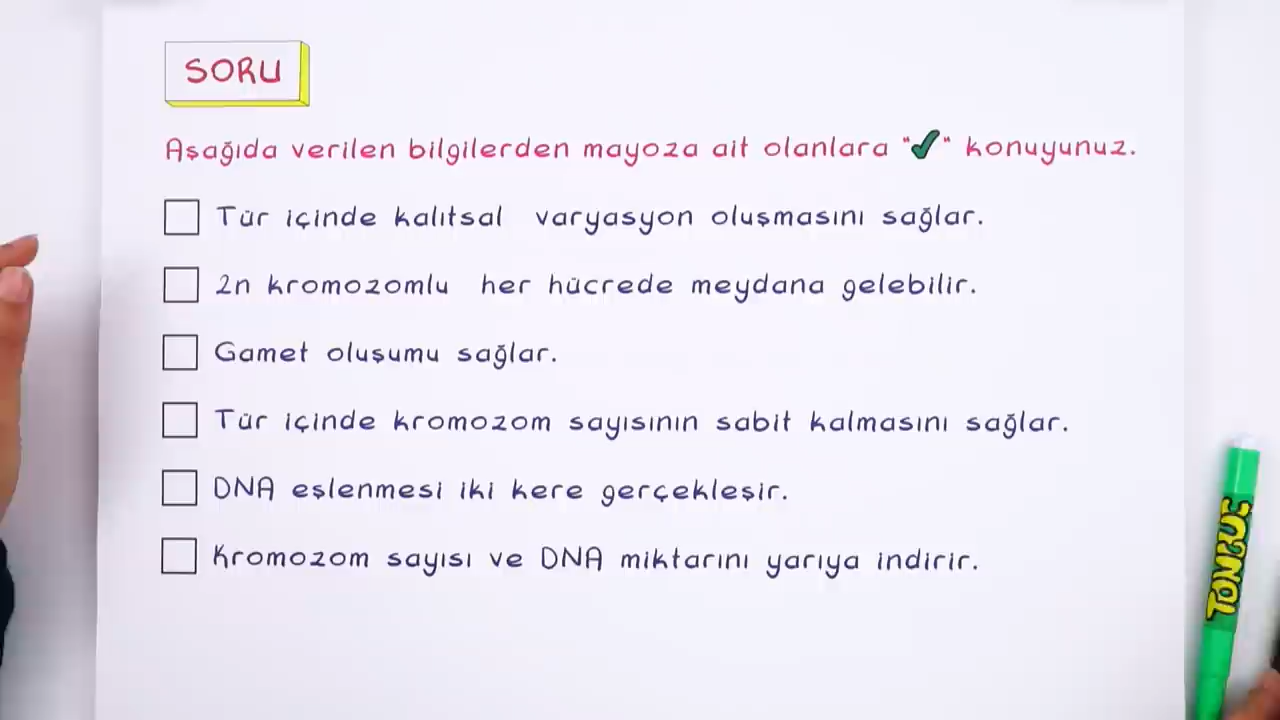 SORU
Aşağıda verilen bilgilerden mayoza ait olanlara "✔" konuyunuz.
Tür içinde kalıtsal varyasyon oluşmasını sağlar.
2n kromozomlu her hücrede meydana gelebilir.
Gamet oluşumu sağlar.
Tür içinde kromozom sayısının sabit kalmasını sağlar.
DNA eşlenmesi iki kere gerçekleşir.
Kromozom sayısı ve DNA miktarını yarıya indirir.
TONGUÇ